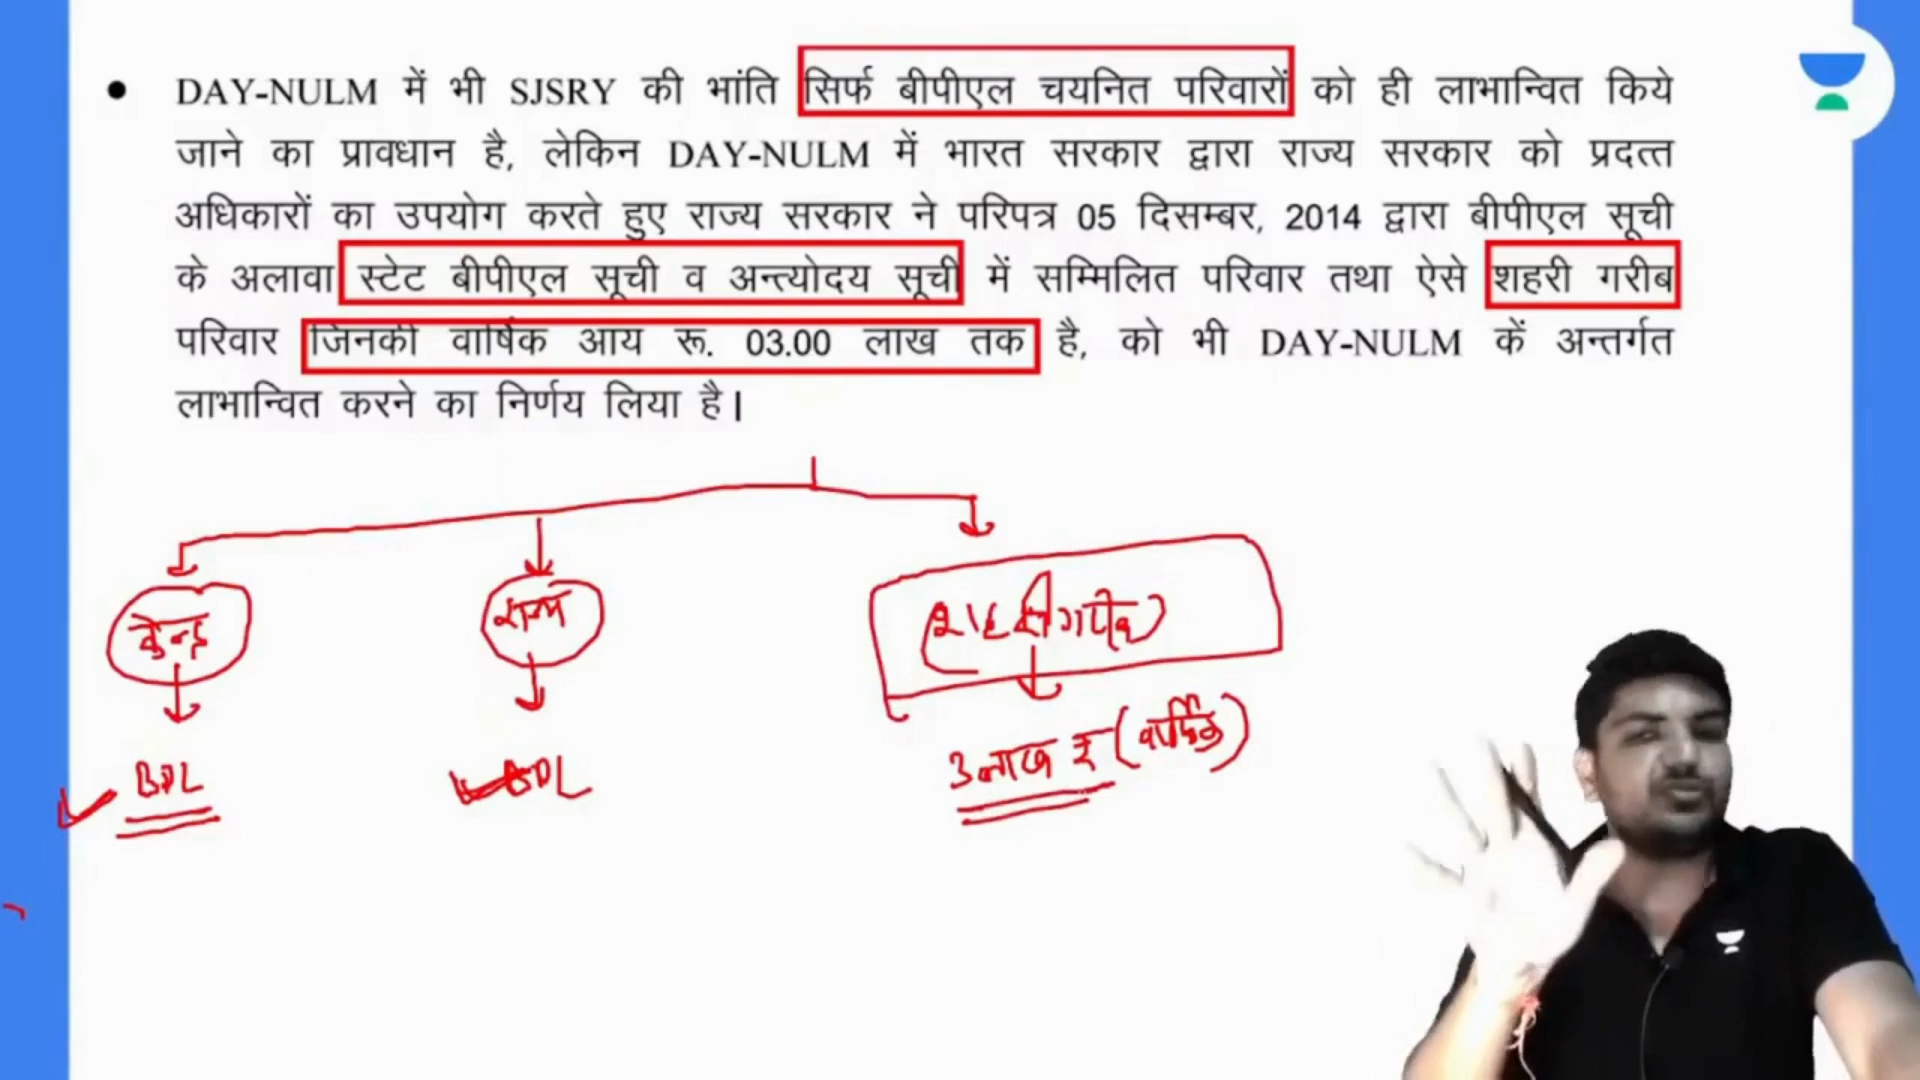 ● DAY-NULM में भी SJSRY की भांति सिर्फ बीपीएल चयनित परिवारों को ही लाभान्वित किये
जाने का प्रावधान है, लेकिन DAY-NULM में भारत सरकार द्वारा राज्य सरकार को प्रदत्त
अधिकारों का उपयोग करते हुए राज्य सरकार ने परिपत्र 05 दिसम्बर, 2014 द्वारा बीपीएल सूची
के अलावा स्टेट बीपीएल सूची व अन्त्योदय सूची में सम्मिलित परिवार तथा ऐसे शहरी गरीब
परिवार जिनकी वार्षिक आय रू. 03.00 लाख तक है, को भी DAY-NULM कें अन्तर्गत
लाभान्वित करने का निर्णय लिया है।
केन्द्र राज्य शहरी गरीब
BPL BPL 3 लाख रु (वार्षिक)